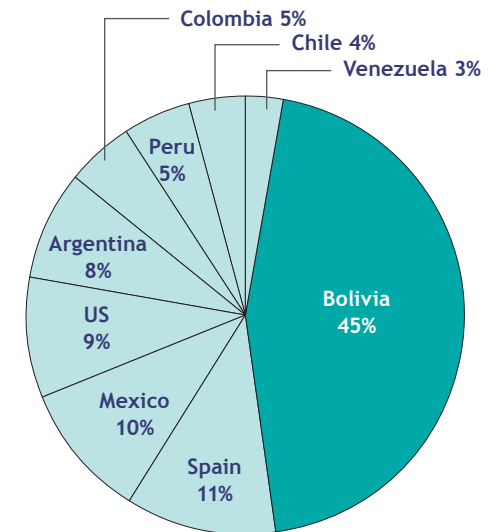 Colombia 5%
Chile 4%
Venezuela 3%
Peru
5%
Argentina
8%
Bolivia
45%
US
9%
Mexico
10%
Spain
11%